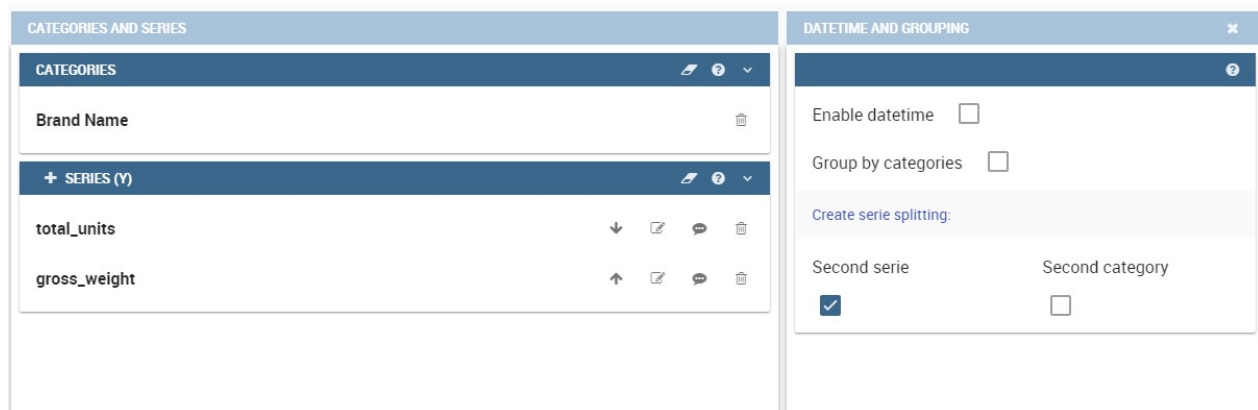 CATEGORIES AND SERIES
CATEGORIES
Brand Name
SERIES (Y)
total_units
gross_weight
DATETIME AND GROUPING
Enable datetime
Group by categories
Create serie splitting:
Second serie
Second category